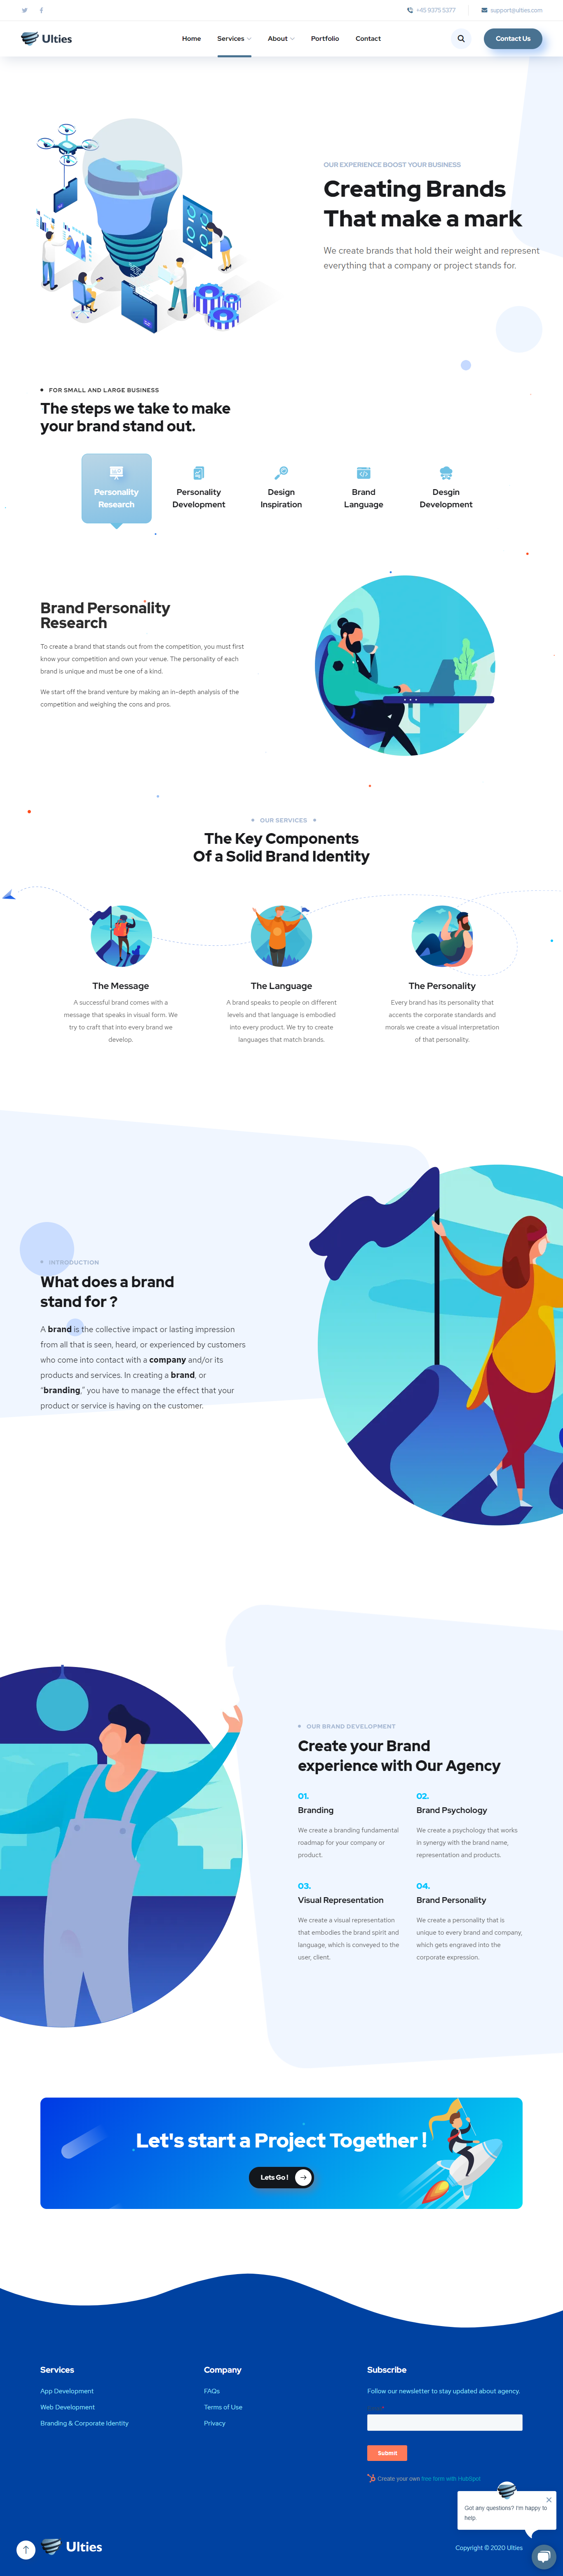 +45 9375 5377
support@ulties.com
Ulties
Home
Services
About
Portfolio
Contact
Contact Us
OUR EXPERIENCE BOOST YOUR BUSINESS
Creating Brands
That make a mark
We create brands that hold their weight and represent
everything that a company or project stands for.
FOR SMALL AND LARGE BUSINESS
The steps we take to make
your brand stand out.
Personality
Research
Personality
Development
Design
Inspiration
Brand
Language
Desgin
Development
Brand Personality
Research
To create a brand that stands out from the competition, you must first
know your competition and own your venue. The personality of each
brand is unique and must be one of a kind.
We start off the brand venture by making an in-depth analysis of the
competition and weighing the cons and pros.
OUR SERVICES
The Key Components
Of a Solid Brand Identity
The Message
A successful brand comes with a
message that speaks in visual form. We
try to craft that into every brand we
develop.
The Language
A brand speaks to people on different
levels and that language is embodied
into every product. We try to create
languages that match brands.
The Personality
Every brand has its personality that
accents the corporate standards and
morals we create a visual interpretation
of that personality.
INTRODUCTION
What does a brand
stand for ?
A brand is the collective impact or lasting impression
from all that is seen, heard, or experienced by customers
who come into contact with a company and/or its
products and services. In creating a brand, or
“branding,” you have to manage the effect that your
product or service is having on the customer.
OUR BRAND DEVELOPMENT
Create your Brand
experience with Our Agency
01.
Branding
We create a branding fundamental
roadmap for your company or
product.
02.
Brand Psychology
We create a psychology that works
in synergy with the brand name,
representation and products.
03.
Visual Representation
We create a visual representation
that embodies the brand spirit and
language, which is conveyed to the
user, client.
04.
Brand Personality
We create a personality that is
unique to every brand and company,
which gets engraved into the
corporate expression.
Let's start a Project Together !
Lets Go !
Services
App Development
Web Development
Branding & Corporate Identity
Company
FAQs
Terms of Use
Privacy
Subscribe
Follow our newsletter to stay updated about agency.
Submit
Create your own free form with HubSpot
Got any questions? I'm happy to
help.
Ulties
Copyright © 2020 Ulties